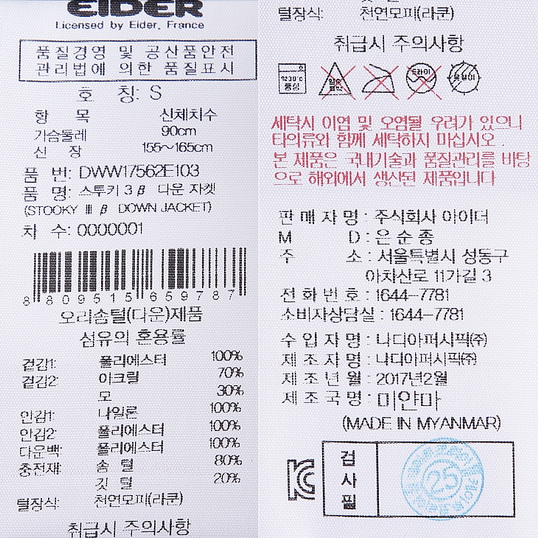 EIDER
Licensed by Eider, France
품질경영 및 공산품안전
관리법에 의한 품질표시
호 칭: S
항 목 신체치수
가슴둘레 90cm
신 장 155~165cm
품 번: DWW17562E103
품 명: 스투키 3 β 다운 자켓
(STOOKY Ⅲ β DOWN JACKET)
차 수: 0000001
8 809515 659787
오리솜털(다운)제품
섬유의 혼용률
겉감1: 폴리에스터 100%
겉감2: 아크릴 70%
모 30%
안감1: 나일론 100%
안감2: 폴리에스터 100%
다운백: 폴리에스터 100%
충전재: 솜 털 80%
깃 털 20%
털장식: 천연모피(라쿤)
취급시 주의사항
털장식: 천연모피(라쿤)
취급시 주의사항
세탁시 이염 및 오염될 우려가 있으니
타의류와 함께 세탁하지 마십시오.
본 제품은 국내기술과 품질관리를 바탕
으로 해외에서 생산된 제품입니다
판매자명: 주식회사 아이더
M D: 은순종
주 소: 서울특별시 성동구
아차산로 11가길 3
전화번호: 1644-7781
소비자상담실: 1644-7781
수입자명: 나디아퍼시픽㈜
제조자명: 나디아퍼시픽㈜
제조년월: 2017년2월
제조국명: 미얀마
(MADE IN MYANMAR)
검사필
25